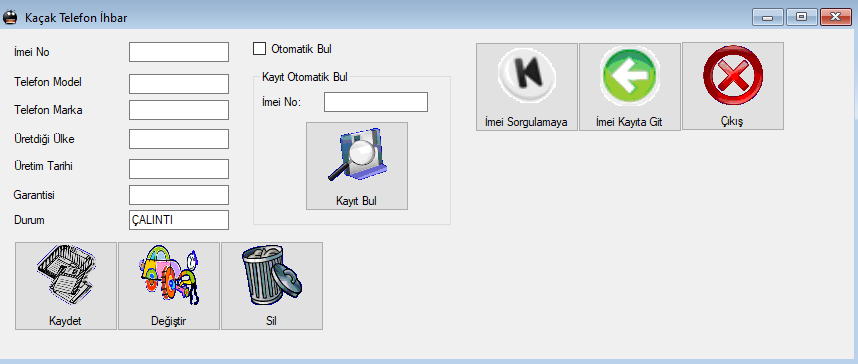 Kaçak Telefon İhbar
İmei No
Telefon Model
Telefon Marka
Üretdiği Ülke
Üretim Tarihi
Garantisi
Durum
ÇALINTI
Otomatik Bul
Kayıt Otomatik Bul
İmei No:
Kayıt Bul
İmei Sorgulamaya
İmei Kayıta Git
Çıkış
Kaydet
Değiştir
Sil